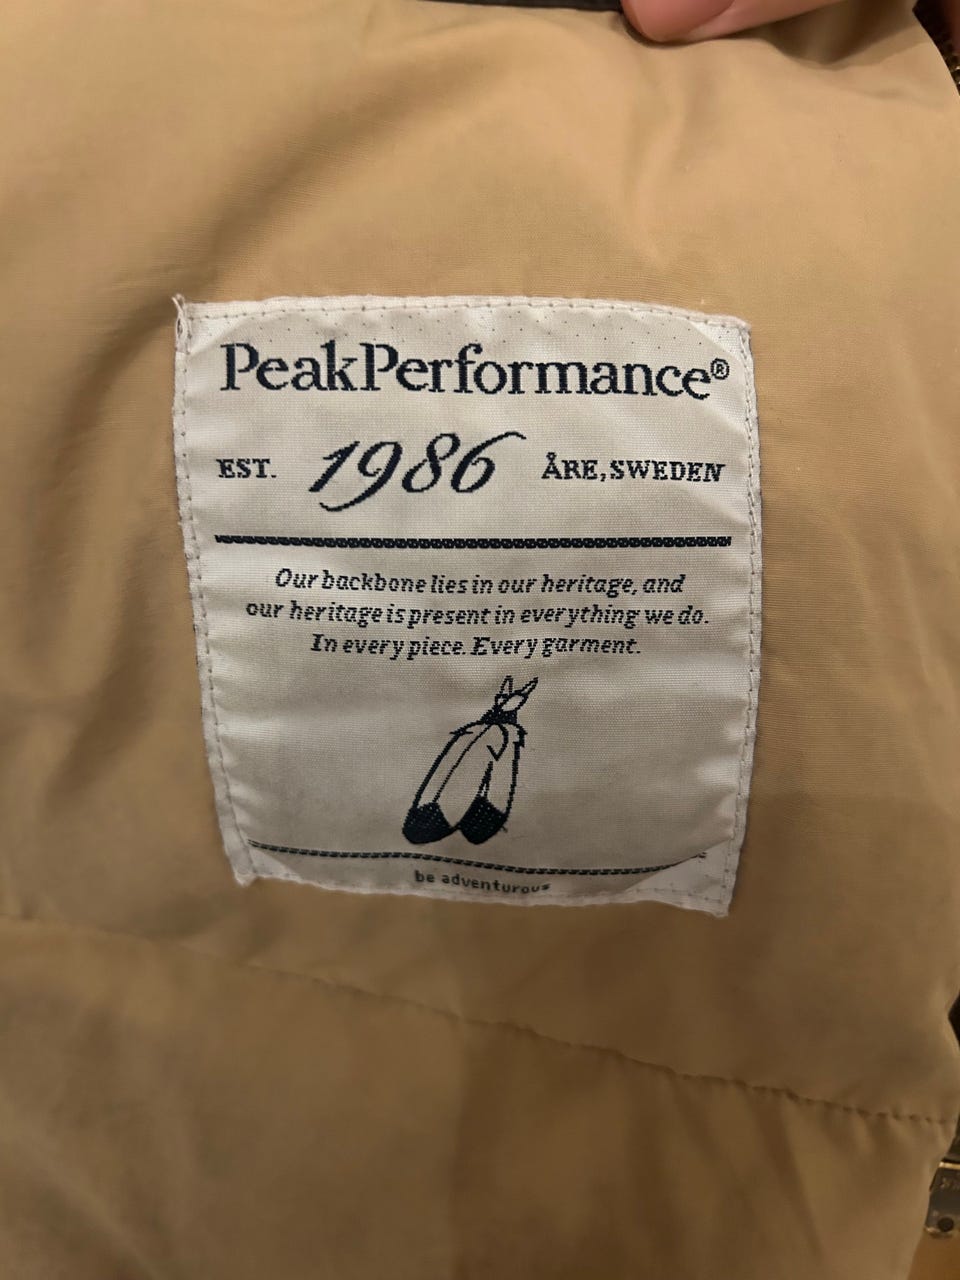 PeakPerformance®
EST. 1986 ÅRE, SWEDEN
Our backbone lies in our heritage, and
our heritage is present in everything we do.
In every piece. Every garment.
be adventurous